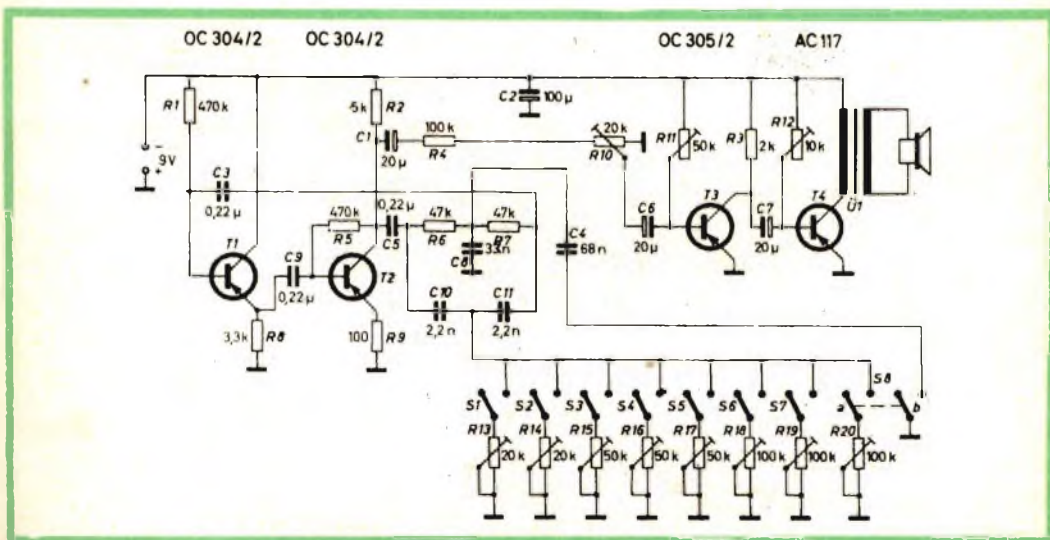 OC 304/2 OC 304/2 OC 305/2 AC 117
R1 470k
R2 5k
C2 100µ
C1 20µ
100k R4
20k R10
R11 50k
R3 2k
R12 10k
- 9V +
C3 0,22µ
T1
C9 0,22µ
470k R5
0,22µ C5
T2
47k R6
47k R7
C8 33n
C4 68n
C6 20µ
T3
C7 20µ
T4
Ü1
3,3k R8
100 R9
C10 2,2n
C11 2,2n
S1 S2 S3 S4 S5 S6 S7 a S8 b
R13 R14 R15 R16 R17 R18 R19 R20
20k 20k 50k 50k 50k 100k 100k 100k